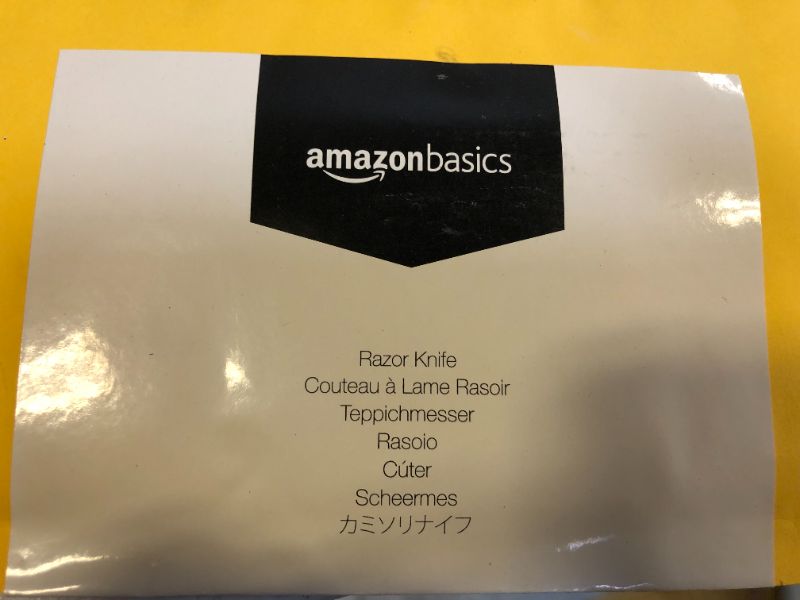 amazonbasics
Razor Knife
Couteau à Lame Rasoir
Teppichmesser
Rasoio
Cúter
Scheermes
カミソリナイフ